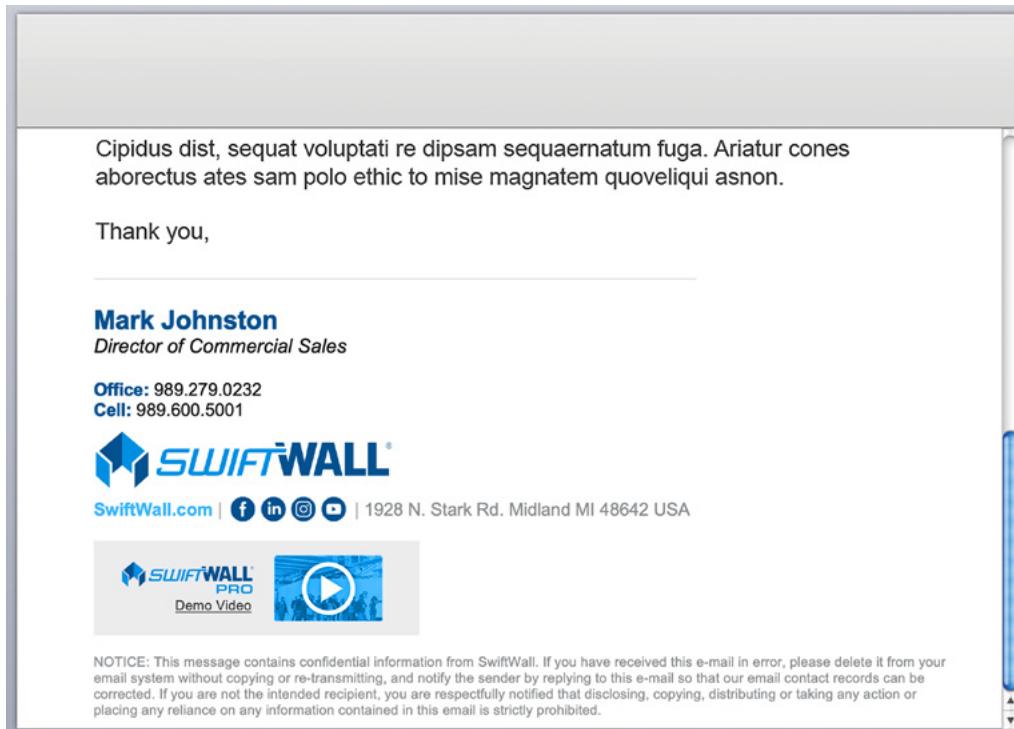 Cipidus dist, sequat voluptati re dipsam sequaernatum fuga. Ariatur cones
aborectus ates sam polo ethic to mise magnatem quoveliqui asnon.
Thank you,
Mark Johnston
Director of Commercial Sales
Office: 989.279.0232
Cell: 989.600.5001
SWIFTWALL®
SwiftWall.com | | 1928 N. Stark Rd. Midland MI 48642 USA
SWIFTWALL
PRO
Demo Video
NOTICE: This message contains confidential information from SwiftWall. If you have received this e-mail in error, please delete it from your
email system without copying or re-transmitting, and notify the sender by replying to this e-mail so that our email contact records can be
corrected. If you are not the intended recipient, you are respectfully notified that disclosing, copying, distributing or taking any action or
placing any reliance on any information contained in this email is strictly prohibited.